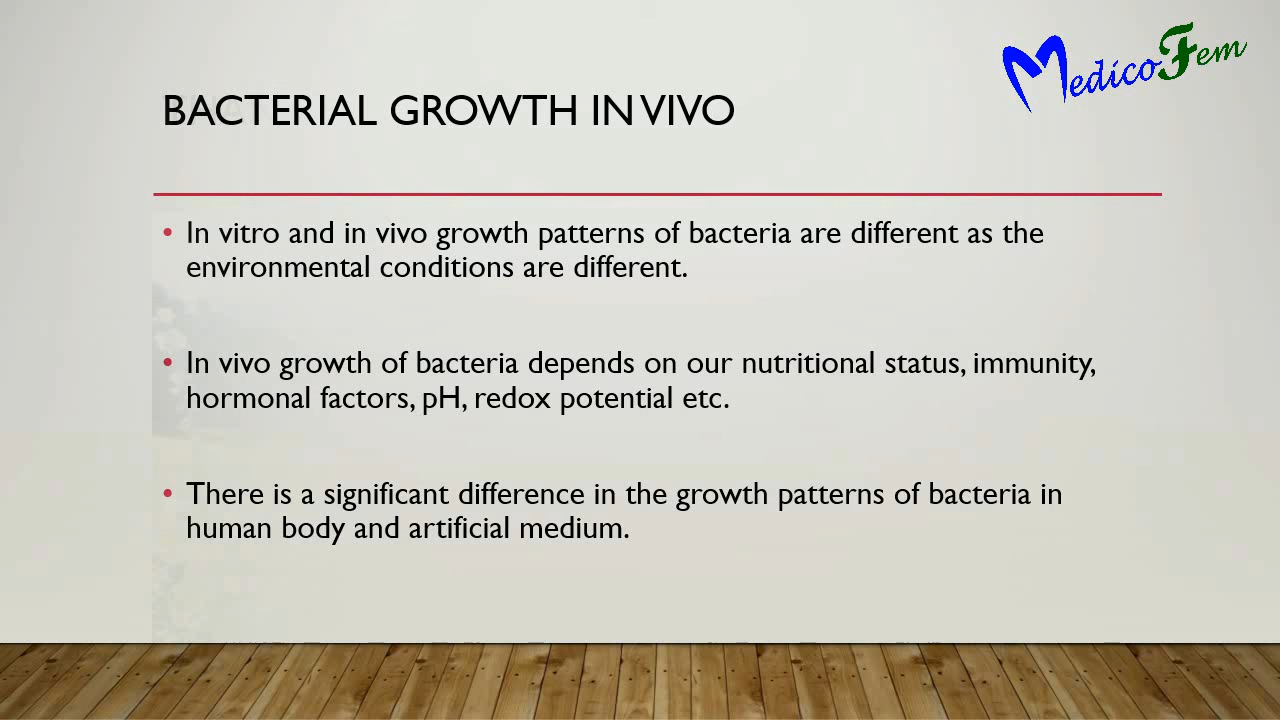 MedicoFem
BACTERIAL GROWTH IN VIVO
• In vitro and in vivo growth patterns of bacteria are different as the
environmental conditions are different.
• In vivo growth of bacteria depends on our nutritional status, immunity,
hormonal factors, pH, redox potential etc.
• There is a significant difference in the growth patterns of bacteria in
human body and artificial medium.